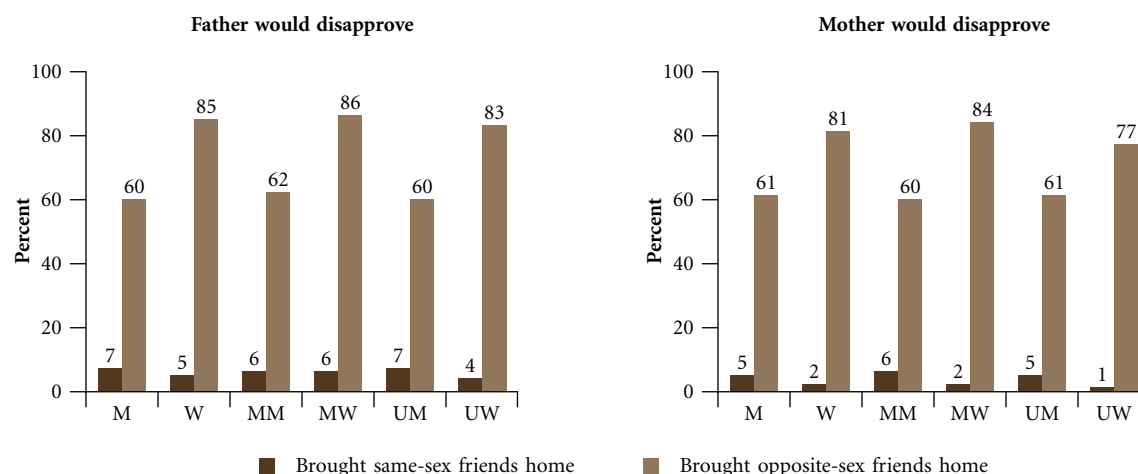 Father would disapprove
Percent
100
80
60
40
20
0
7
60
5
85
6
62
6
86
7
60
4
83
M
W
MM
MW
UM
UW
Mother would disapprove
Percent
100
80
60
40
20
0
5
61
2
81
6
60
2
84
5
61
1
77
M
W
MM
MW
UM
UW
Brought same-sex friends home
Brought opposite-sex friends home